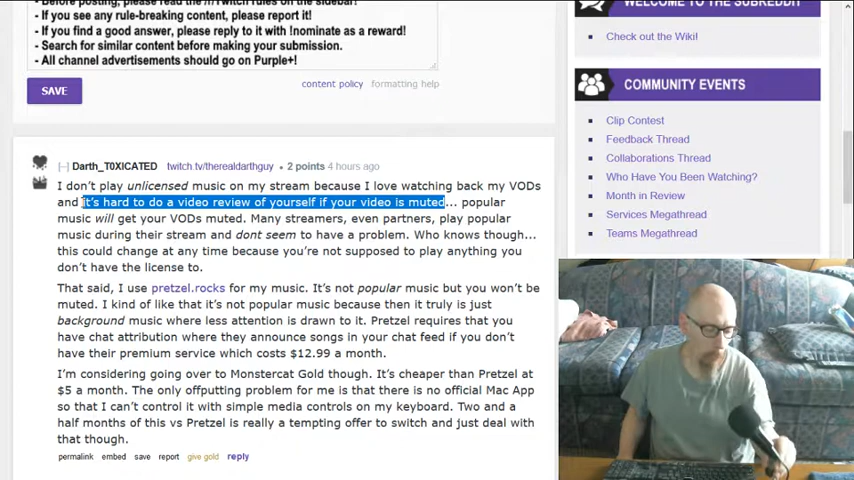 - Before posting, please read the /r/Twitch rules on the sidebar!
- If you see any rule-breaking content, please report it!
- If you find a good answer, please reply to it with !nominate as a reward!
- Search for similar content before making your submission.
- All channel advertisements should go on Purple+!
content policy formatting help
SAVE
[–] Darth_T0XICATED twitch.tv/therealdarthguy • 2 points 4 hours ago
I don't play unlicensed music on my stream because I love watching back my VODs
and it's hard to do a video review of yourself if your video is muted... popular
music will get your VODs muted. Many streamers, even partners, play popular
music during their stream and dont seem to have a problem. Who knows though...
this could change at any time because you're not supposed to play anything you
don't have the license to.
That said, I use pretzel.rocks for my music. It's not popular music but you won't be
muted. I kind of like that it's not popular music because then it truly is just
background music where less attention is drawn to it. Pretzel requires that you
have chat attribution where they announce songs in your chat feed if you don't
have their premium service which costs $12.99 a month.
I'm considering going over to Monstercat Gold though. It's cheaper than Pretzel at
$5 a month. The only offputting problem for me is that there is no official Mac App
so that I can't control it with simple media controls on my keyboard. Two and a
half months of this vs Pretzel is really a tempting offer to switch and just deal with
that though.
permalink embed save report give gold reply
WELCOME TO THE SUBREDDIT
Check out the Wiki!
COMMUNITY EVENTS
Clip Contest
Feedback Thread
Collaborations Thread
Who Have You Been Watching?
Month in Review
Services Megathread
Teams Megathread